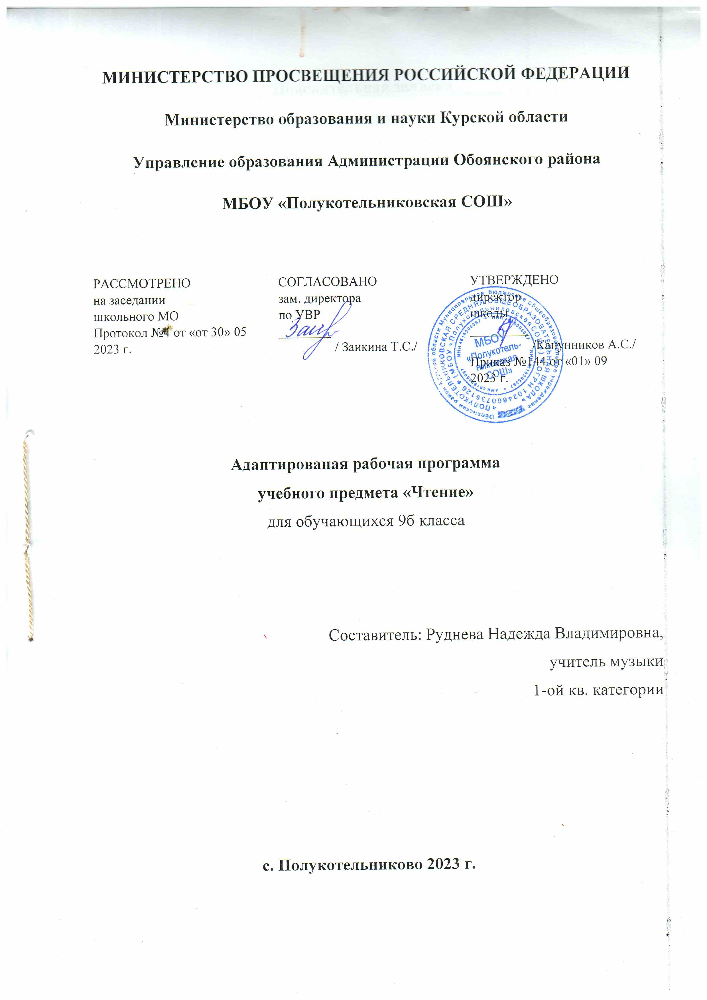 МИНИСТЕРСТВО ПРОСВЕЩЕНИЯ РОССИЙСКОЙ ФЕДЕРАЦИИ
Министерство образования и науки Курской области
Управление образования Администрации Обоянского района
МБОУ «Полукотельниковская СОШ»
РАССМОТРЕНО
на заседании
школьного МО
Протокол №4 от «от 30» 05
2023 г.
СОГЛАСОВАНО
зам. директора
по УВР
/ Заикина Т.С./
УТВЕРЖДЕНО
директор
школы
/Канунников А.С./
Приказ №144 от «01» 09
2023 г.
МБОУ
«Полукотель-
никовская
СОШ»
Адаптированая рабочая программа
учебного предмета «Чтение»
для обучающихся 9б класса
Составитель: Руднева Надежда Владимировна,
учитель музыки
1-ой кв. категории
с. Полукотельниково 2023 г.